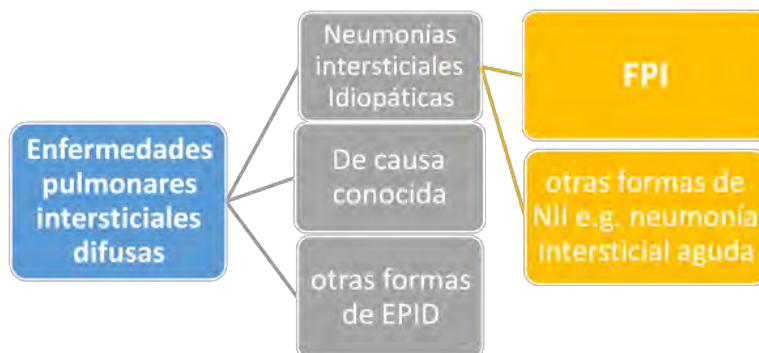 Enfermedades
pulmonares
intersticiales
difusas
Neumonías
intersticiales
Idiopáticas
De causa
conocida
otras formas
de EPID
FPI
otras formas de
NII e.g. neumonía
intersticial aguda